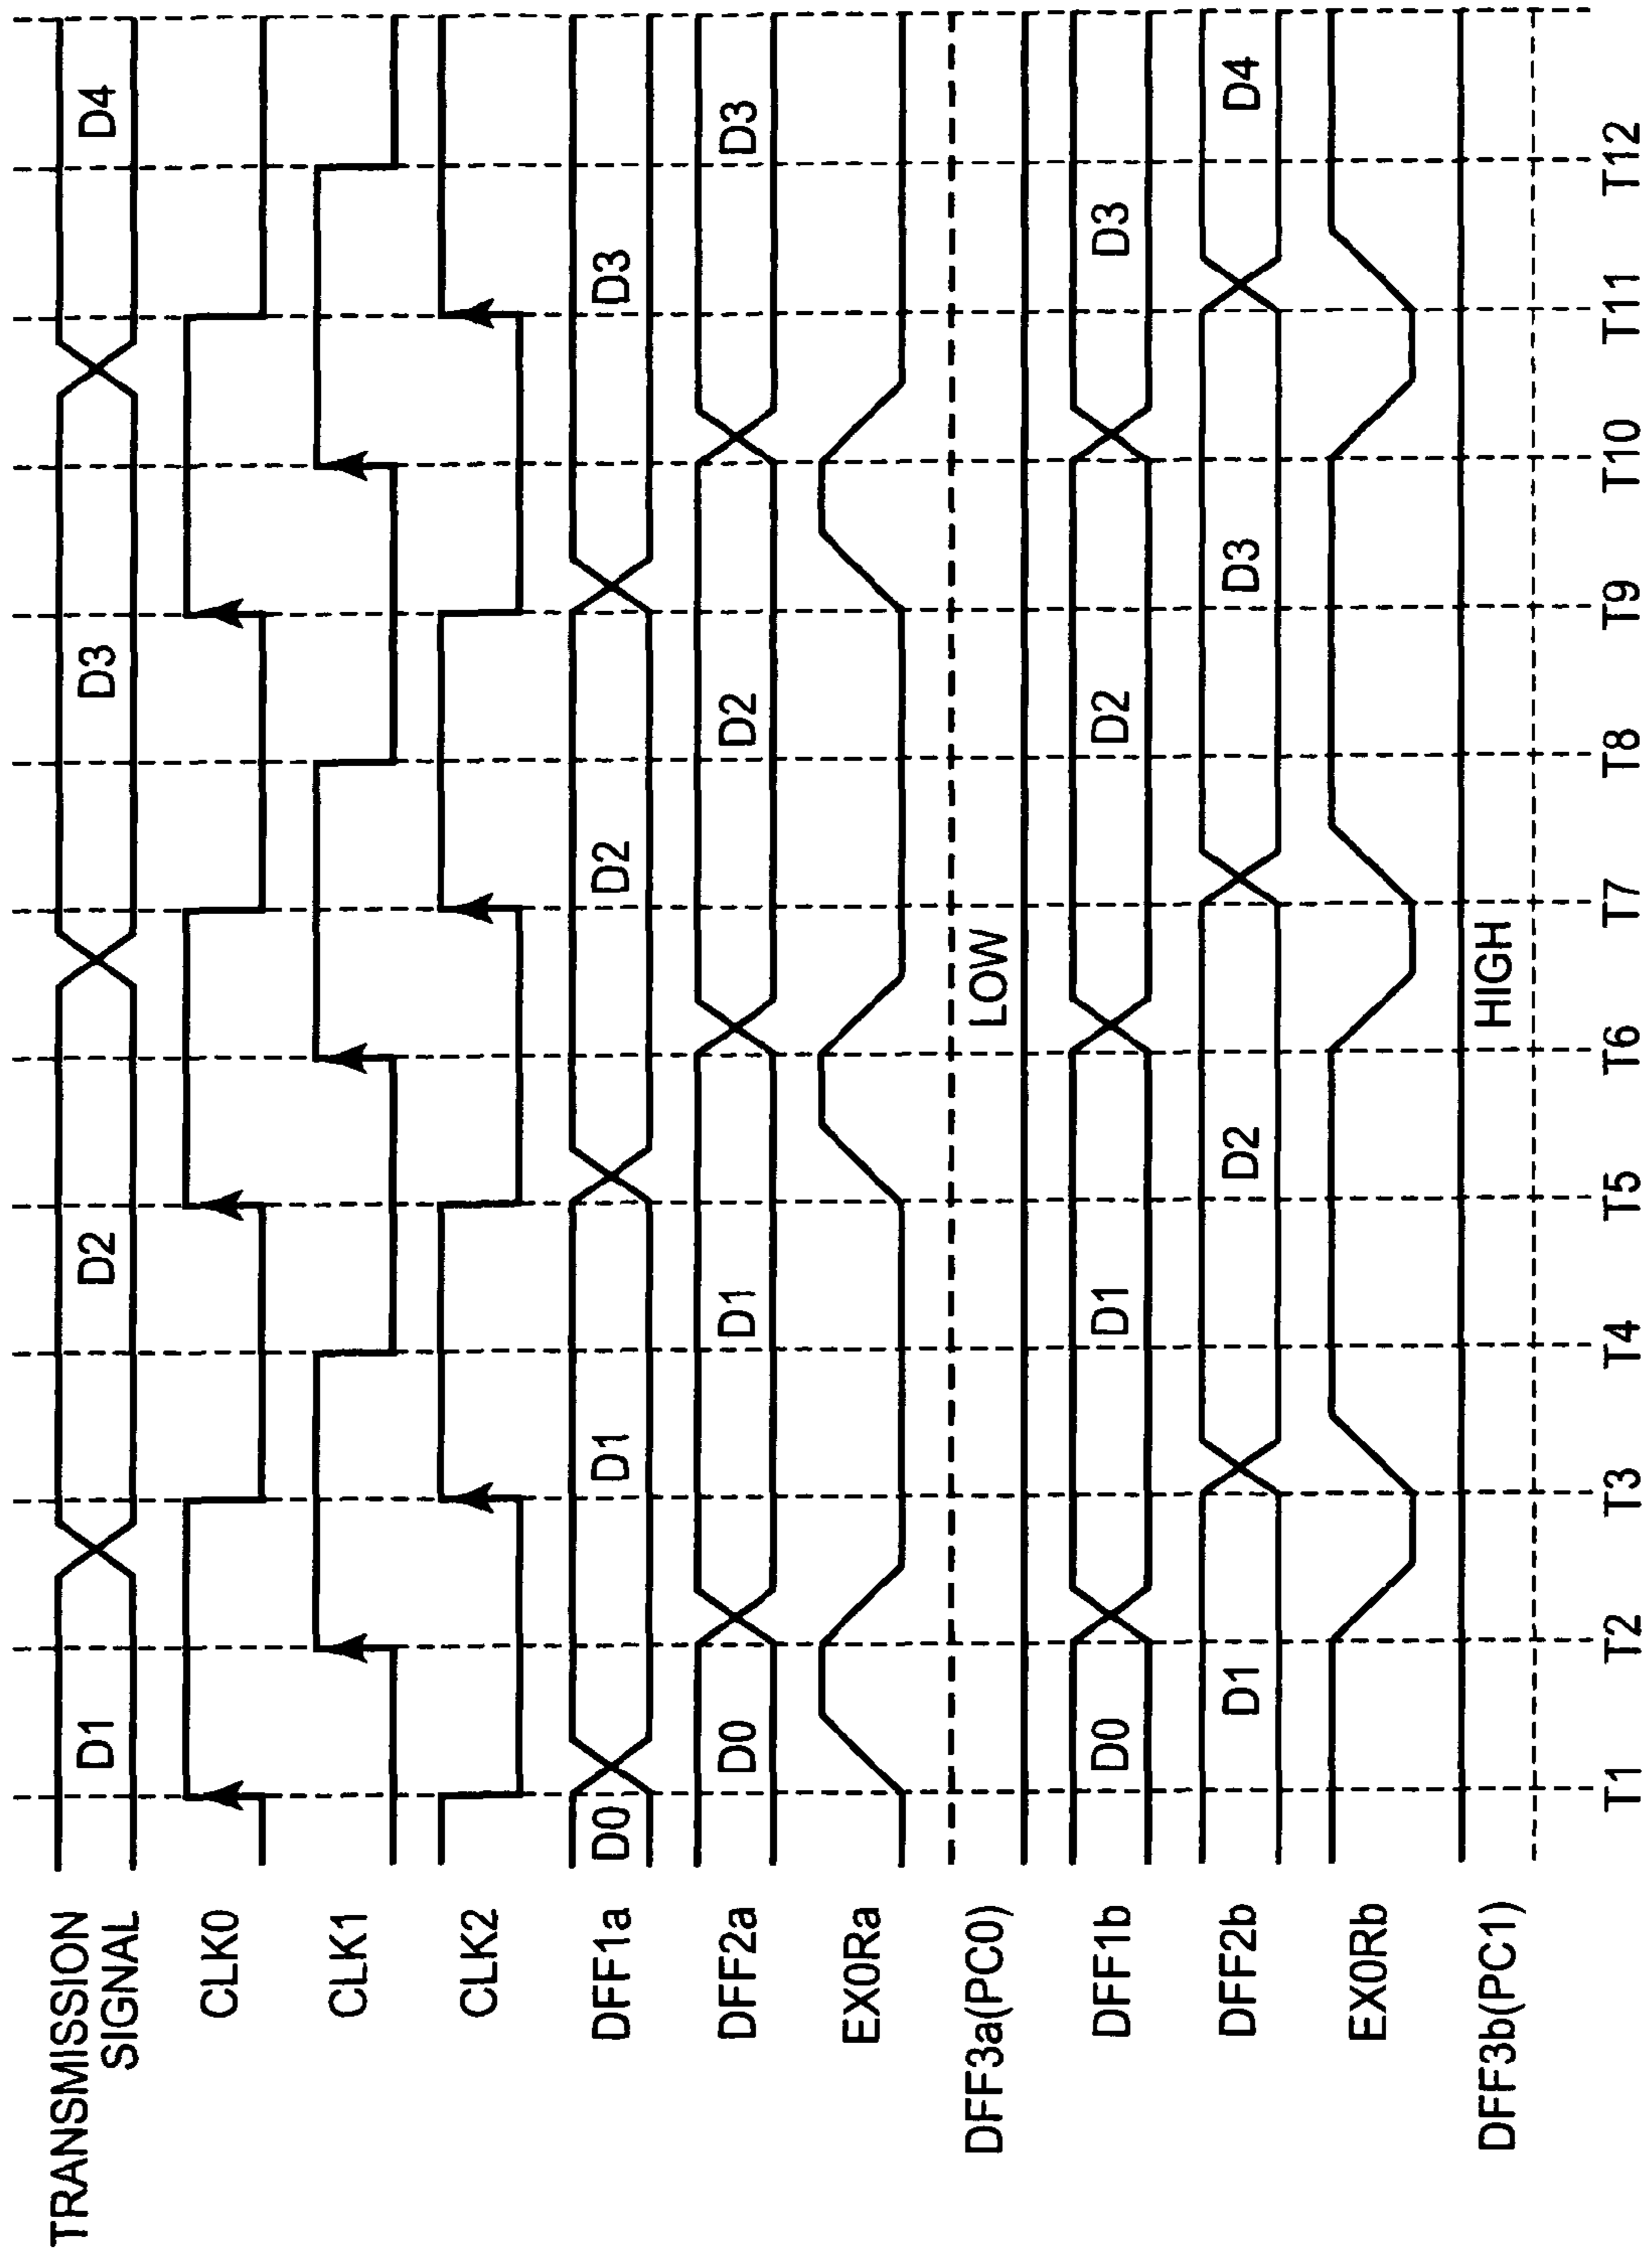 TRANSMISSION
SIGNAL
D1 D2 D3 D4
CLK0
CLK1
CLK2
DFF1a
D0 D1 D2 D3
DFF2a
D0 D1 D2 D3
EX0Ra
DFF3a(PC0)
LOW
DFF1b
D0 D1 D2 D3
DFF2b
D1 D2 D3 D4
EX0Rb
DFF3b(PC1)
HIGH
T1 T2 T3 T4 T5 T6 T7 T8 T9 T10 T11 T12